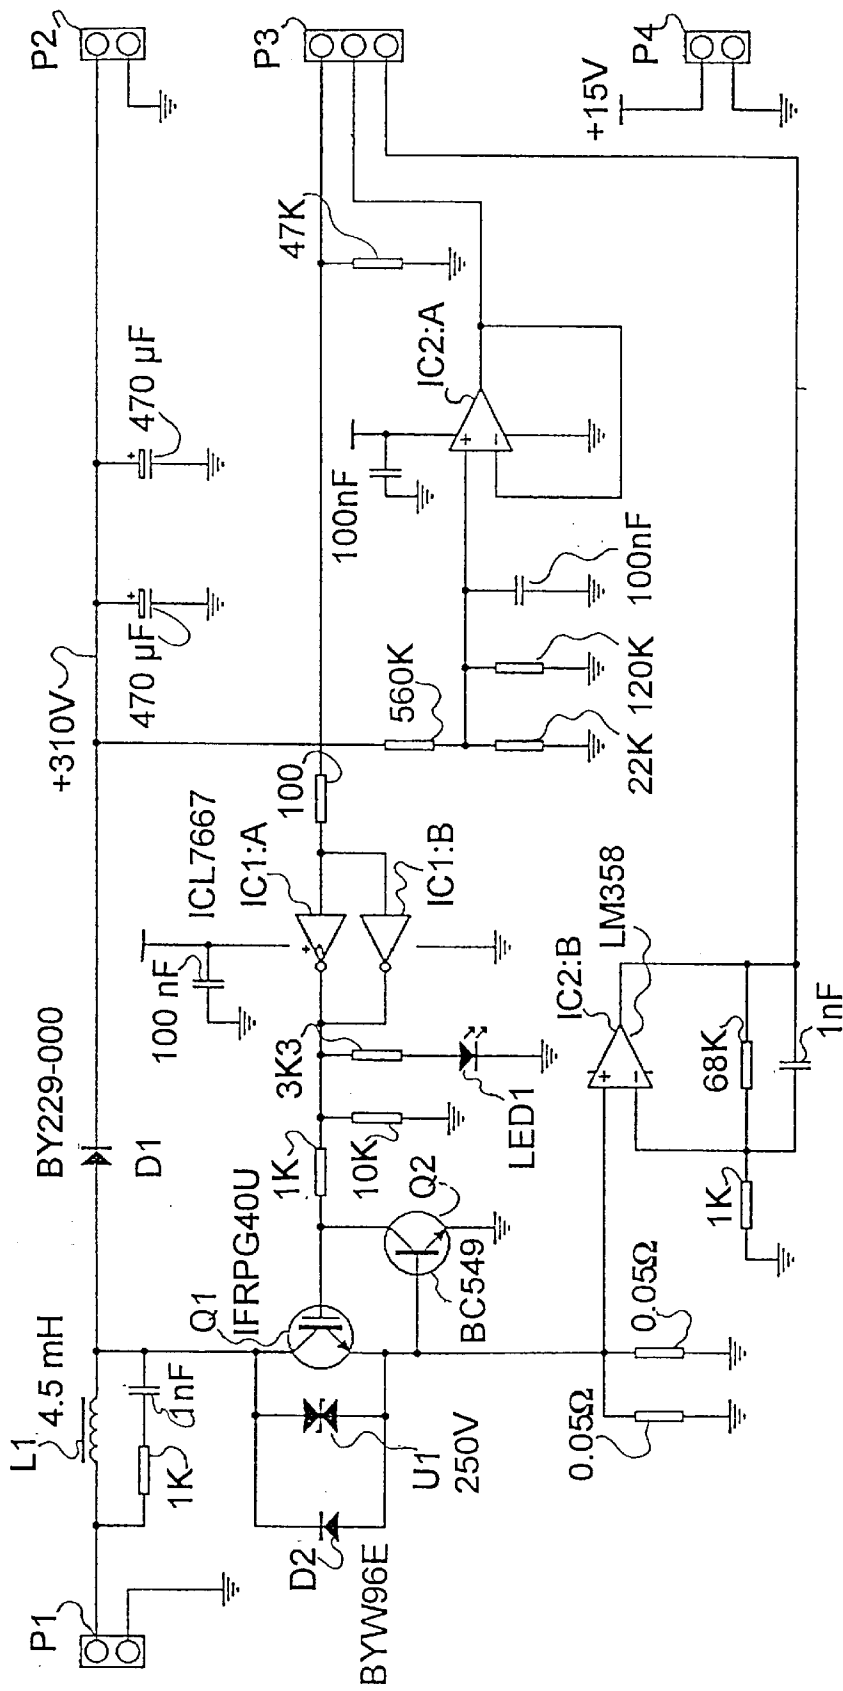 P1
L1
4.5 mH
1K
1nF
BY229-000
D1
+310V
470 µF
470 µF
P2
D2
BYW96E
U1
250V
Q1
IFRPG40U
1K
10K
3K3
LED1
Q2
BC549
100 nF
ICL7667
IC1:A
IC1:B
100
560K
22K
120K
100nF
100nF
IC2:A
47K
P3
0.05Ω
0.05Ω
1K
68K
1nF
IC2:B
LM358
+15V
P4